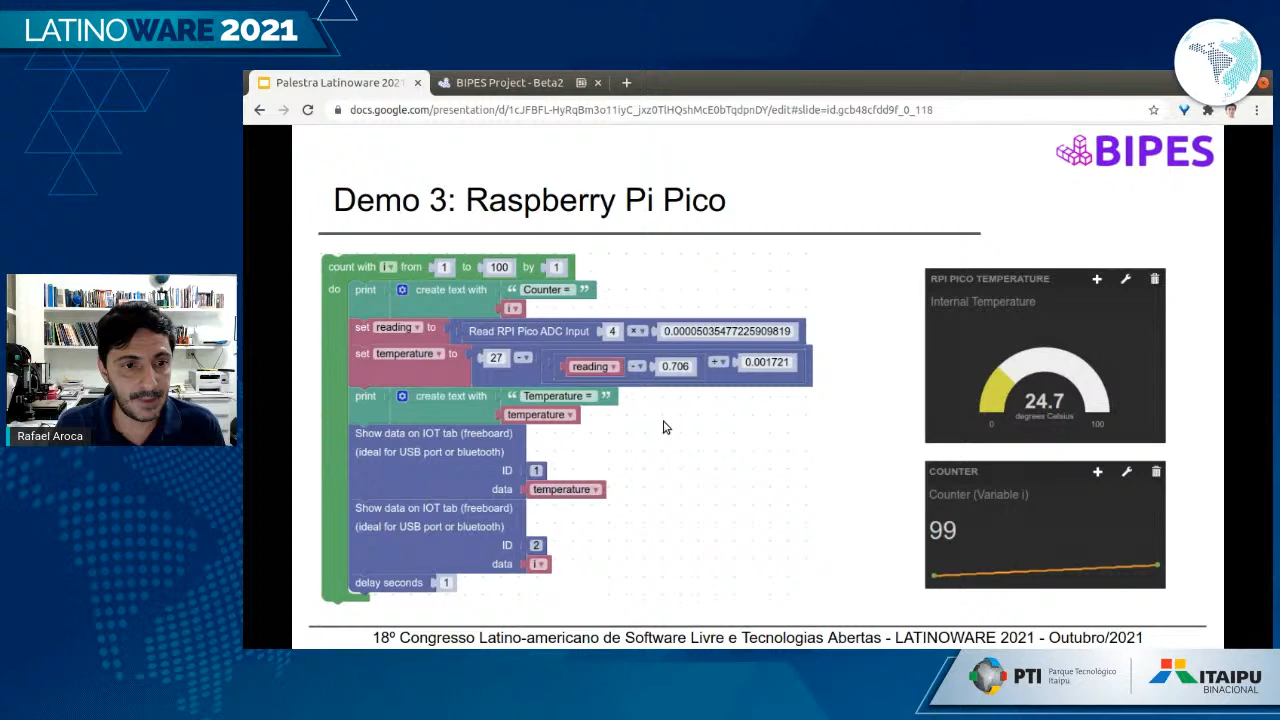 LATINOWARE 2021
Palestra Latinoware 2021
BIPES Project - Beta2
docs.google.com/presentation/d/1cJFBFL-HyRqBm3o11iyC_jxz0TlHQshMcE0bTqdpnDY/edit#slide=id.gcb48cfdd9f_0_118
BIPES
Demo 3: Raspberry Pi Pico
count with i from 1 to 100 by 1
do print create text with “ Counter = ”
i
set reading to Read RPI Pico ADC Input 4 × 0.00005035477225909819
set temperature to 27 - reading - 0.706 ÷ 0.001721
print create text with “ Temperature = ”
temperature
Show data on IOT tab (freeboard)
(ideal for USB port or bluetooth)
ID 1
data temperature
Show data on IOT tab (freeboard)
(ideal for USB port or bluetooth)
ID 2
data i
delay seconds 1
RPI PICO TEMPERATURE
Internal Temperature
24.7
degrees Celsius
0 100
COUNTER
Counter (Variable i)
99
Rafael Aroca
18º Congresso Latino-americano de Software Livre e Tecnologias Abertas - LATINOWARE 2021 - Outubro/2021
PTI Parque Tecnológico
Itaipu
ITAIPU
BINACIONAL